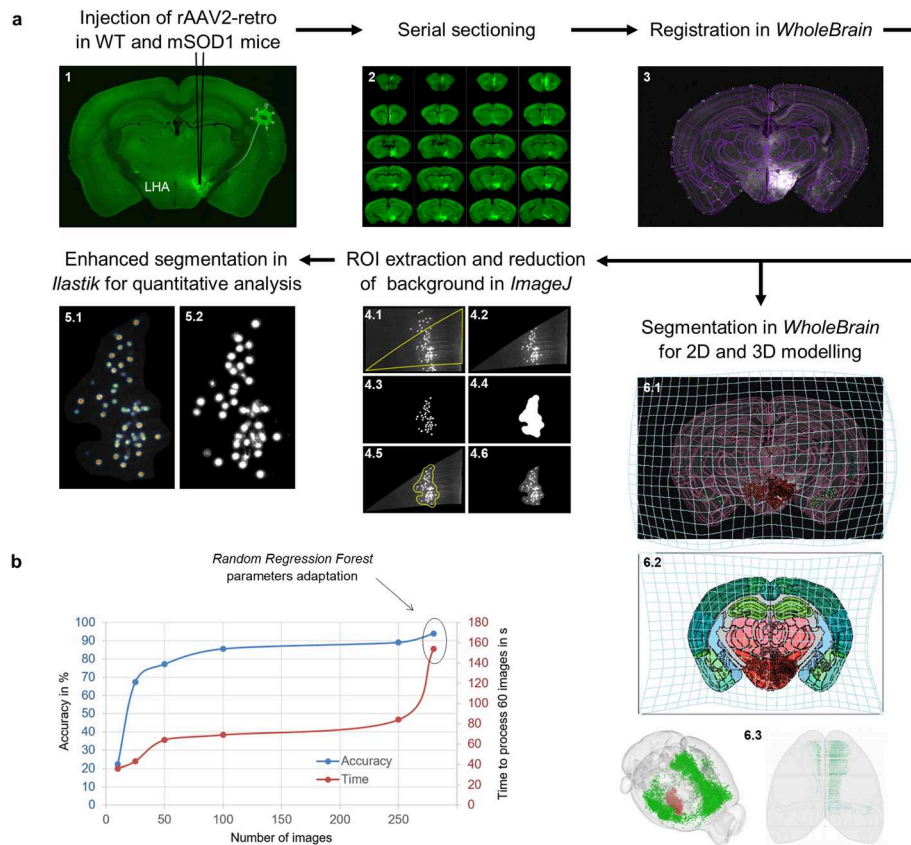 a
Injection of rAAV2-retro
in WT and mSOD1 mice
Serial sectioning
Registration in WholeBrain
1
LHA
2
3
Enhanced segmentation in
Ilastik for quantitative analysis
ROI extraction and reduction
of background in ImageJ
5.1
5.2
4.1
4.2
4.3
4.4
4.5
4.6
Segmentation in WholeBrain
for 2D and 3D modelling
6.1
6.2
6.3
b
Random Regression Forest
parameters adaptation
Accuracy in %
100
90
80
70
60
50
40
30
20
10
0
180
160
140
120
100
80
60
40
20
0
Time to process 60 images in s
Accuracy
Time
0
50
100
150
200
250
Number of images